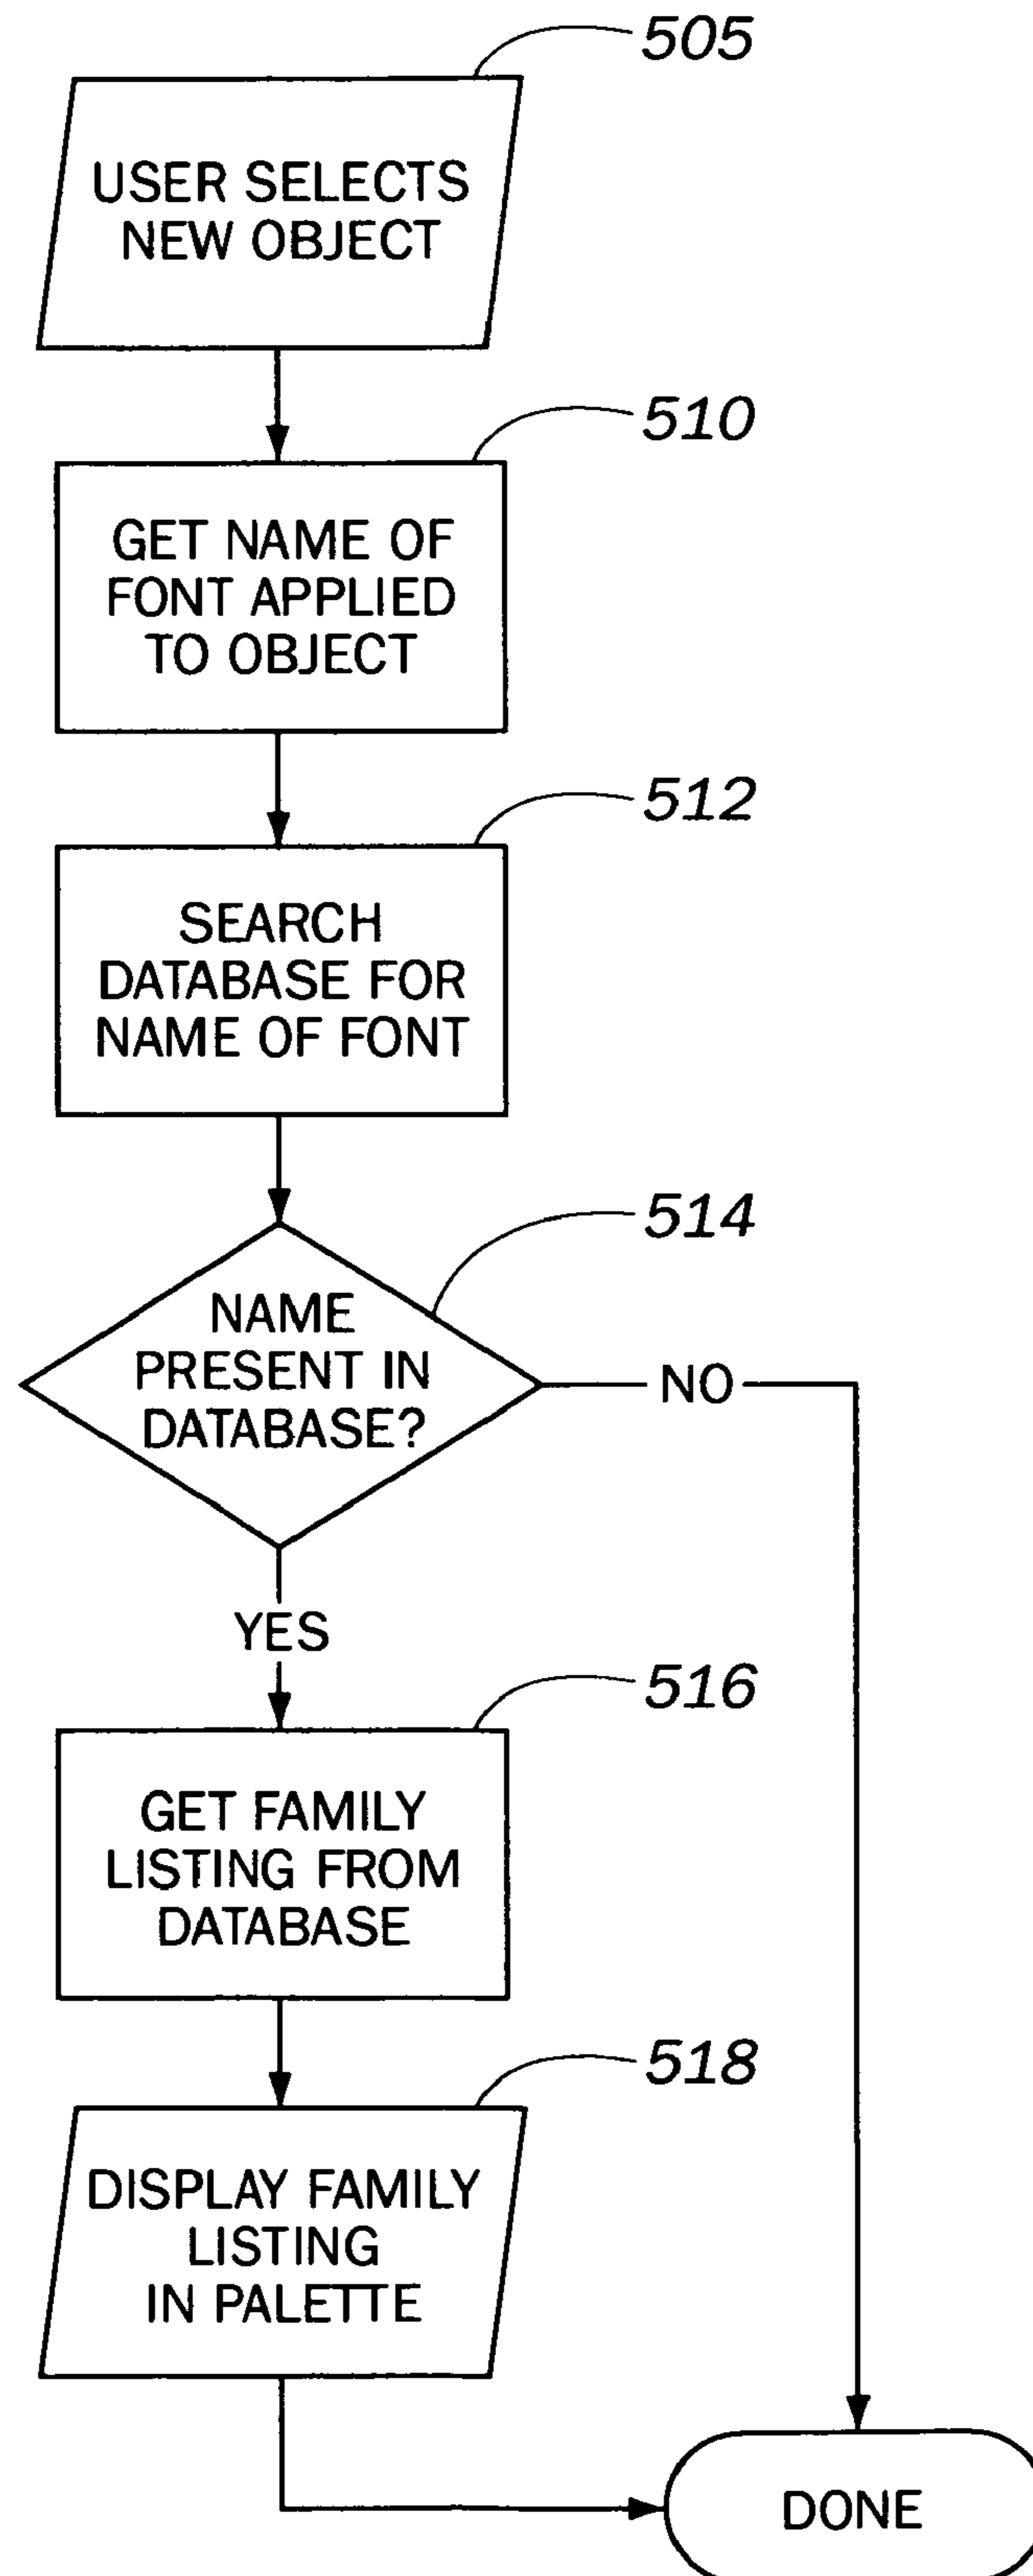 505
USER SELECTS
NEW OBJECT
510
GET NAME OF
FONT APPLIED
TO OBJECT
512
SEARCH
DATABASE FOR
NAME OF FONT
514
NAME
PRESENT IN
DATABASE?
NO
YES
516
GET FAMILY
LISTING FROM
DATABASE
518
DISPLAY FAMILY
LISTING
IN PALETTE
DONE